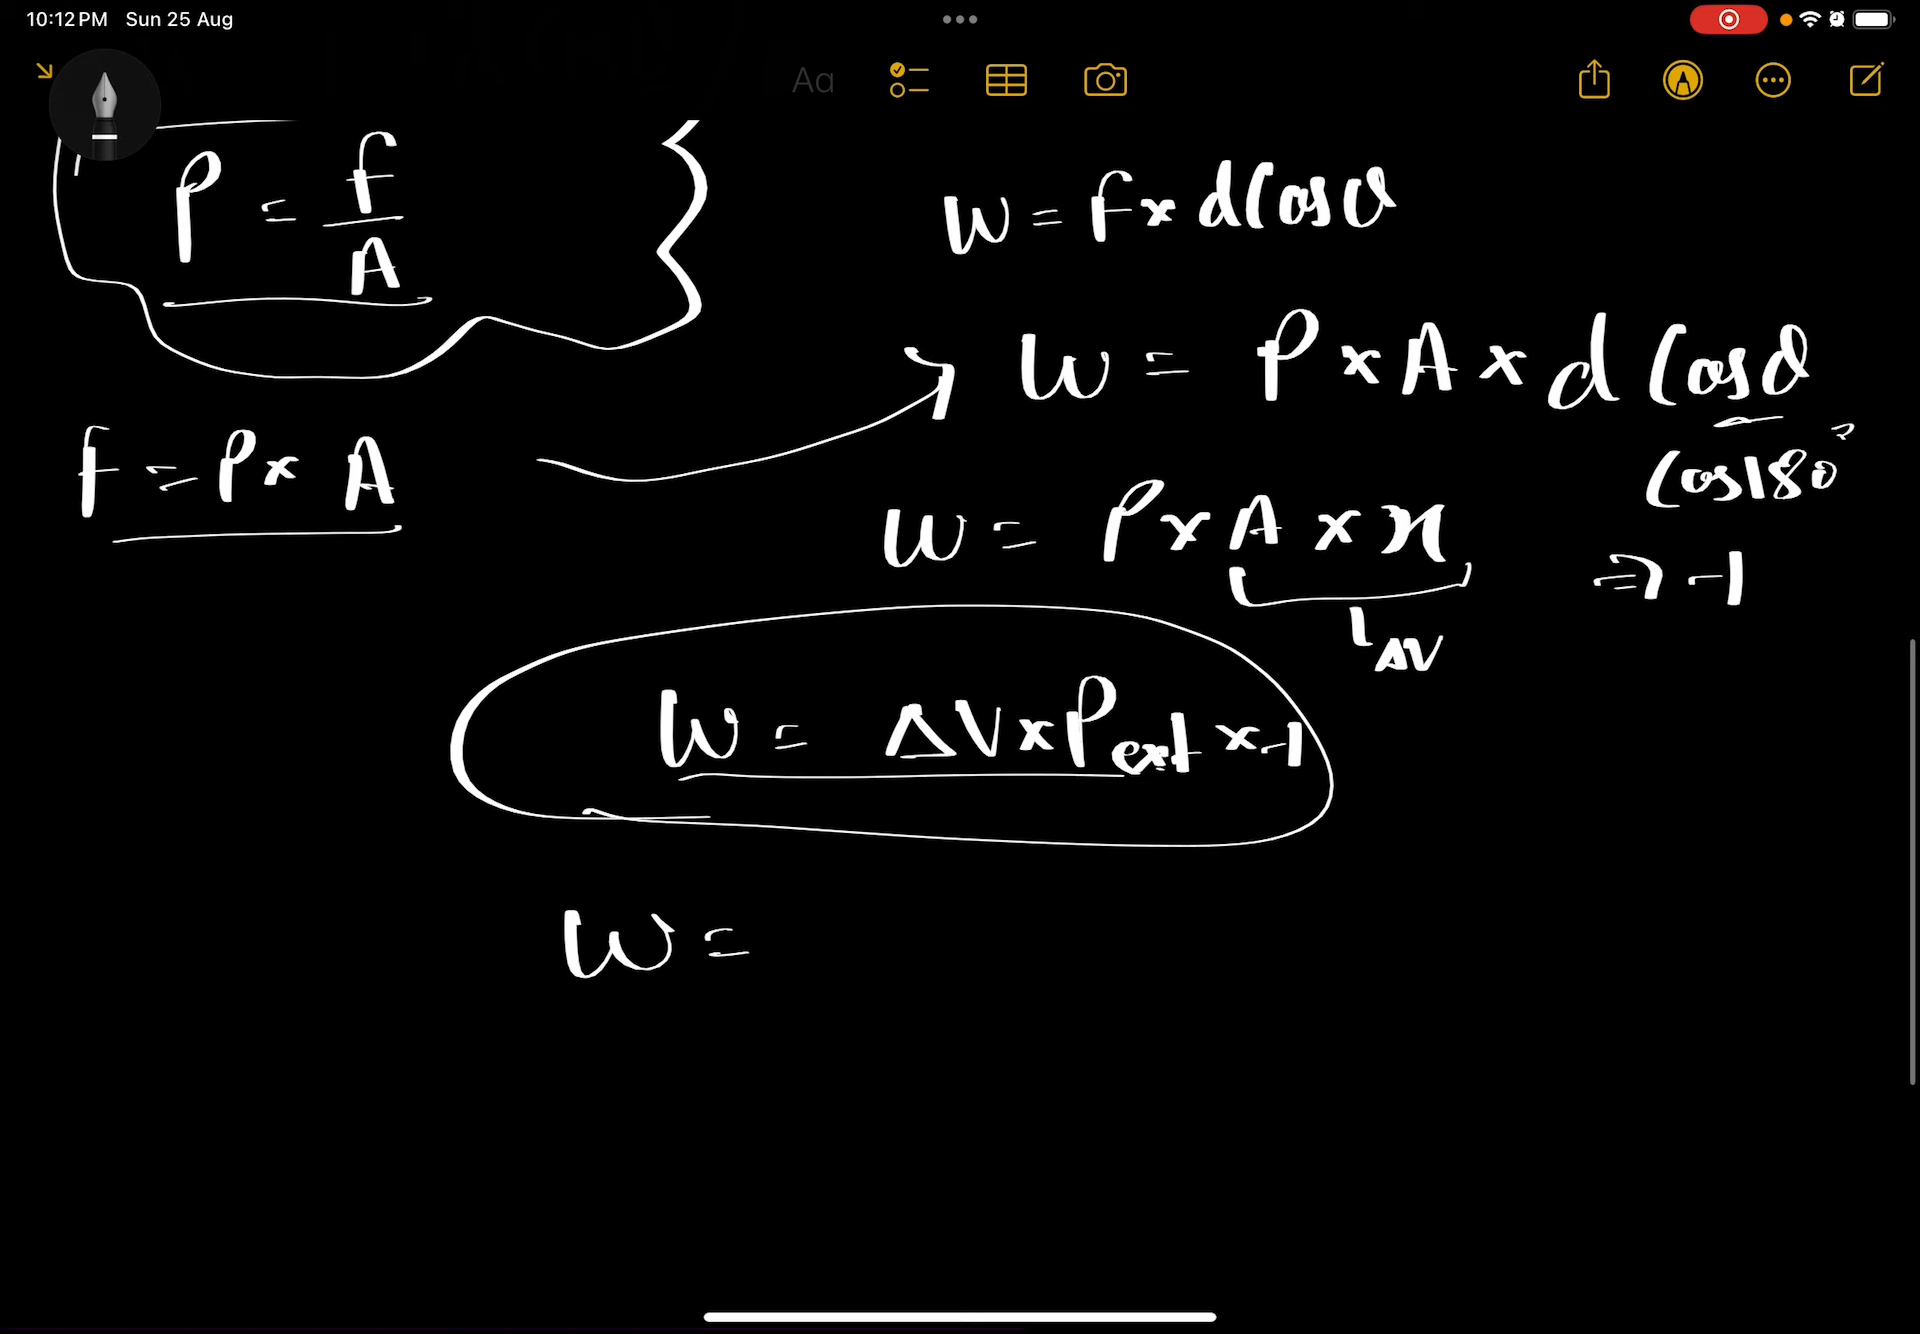 10:12 PM Sun 25 Aug
Aa
P = f
A
f = P x A
W = f x d Cosθ
W = P x A x d Cosθ
Cos180°
W = P x A x x
⇒ -1
ΔV
W = ΔV x Pext x -1
W =